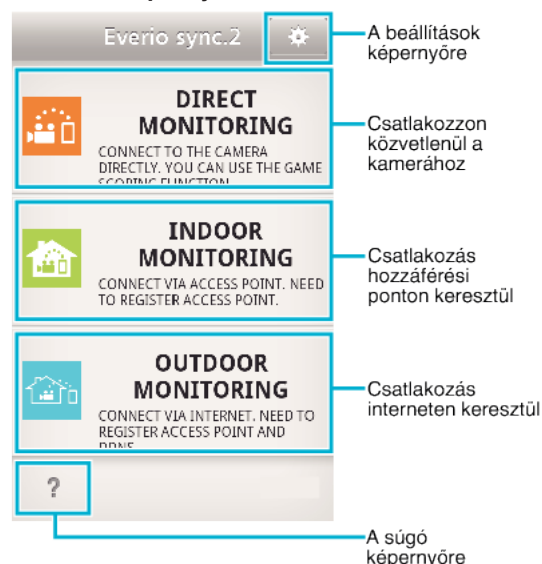 Everio sync.2
A beállítások
képernyőre
DIRECT
MONITORING
CONNECT TO THE CAMERA
DIRECTLY. YOU CAN USE THE GAME
SCOPING FUNCTION
Csatlakozzon
közvetlenül a
kamerához
INDOOR
MONITORING
CONNECT VIA ACCESS POINT. NEED
TO REGISTER ACCESS POINT.
Csatlakozás
hozzáférési
ponton keresztül
OUTDOOR
MONITORING
CONNECT VIA INTERNET. NEED TO
REGISTER ACCESS POINT AND
Csatlakozás
interneten keresztül
?
A súgó
képernyőre